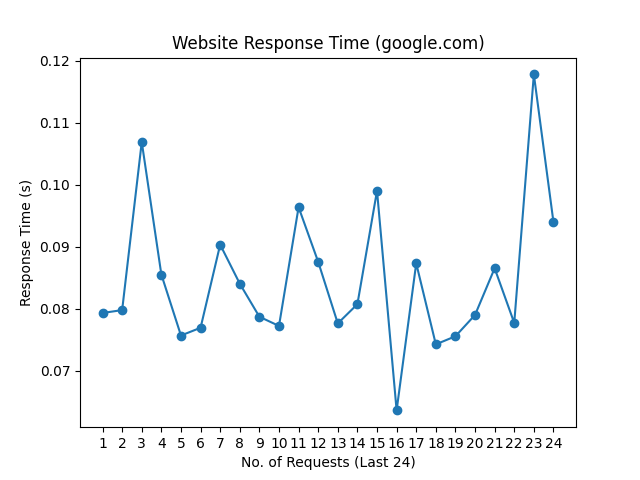 Website Response Time (google.com)
0.12
0.11
0.10
0.09
0.08
0.07
Response Time (s)
1 2 3 4 5 6 7 8 9 10 11 12 13 14 15 16 17 18 19 20 21 22 23 24
No. of Requests (Last 24)